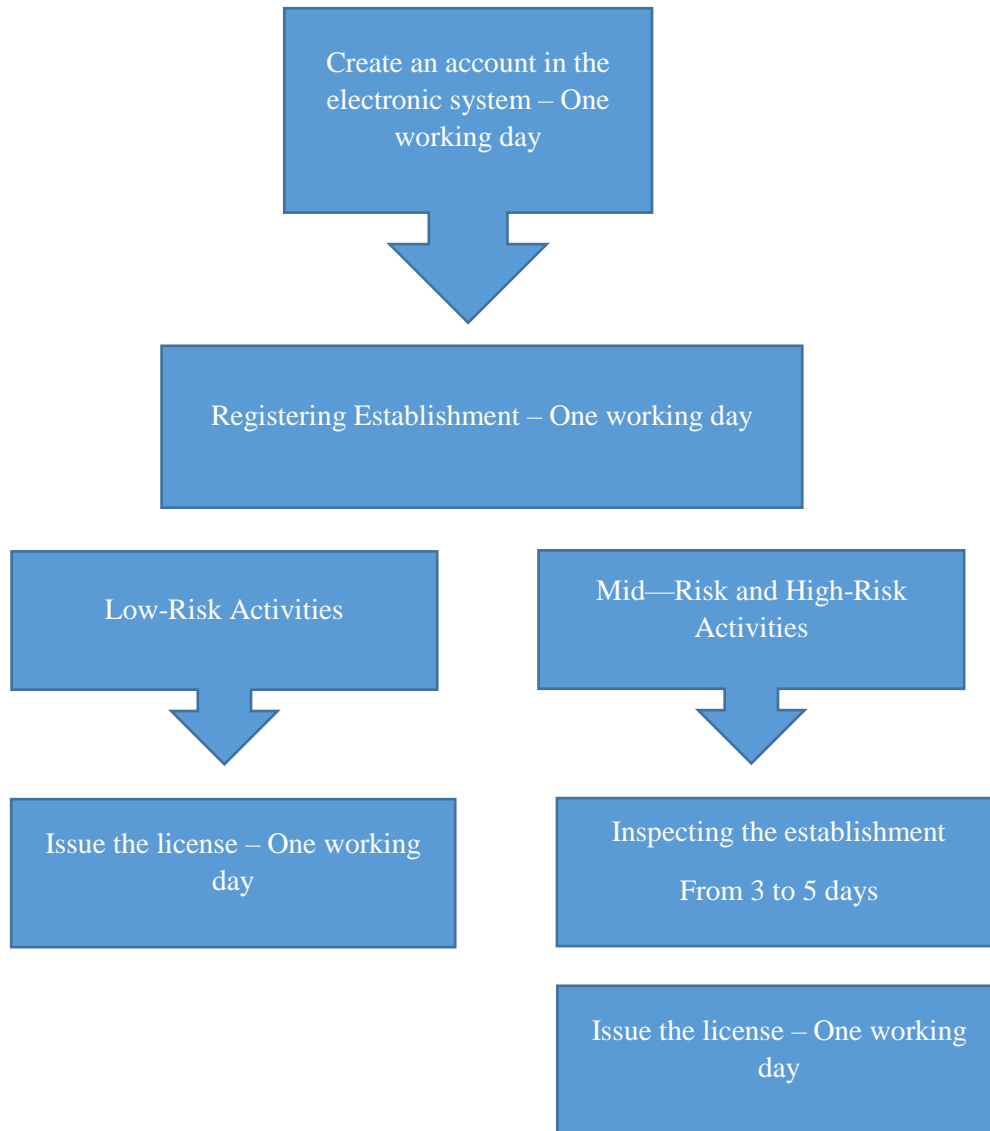 Create an account in the
electronic system – One
working day
Registering Establishment – One working day
Low-Risk Activities
Mid—Risk and High-Risk
Activities
Issue the license – One working
day
Inspecting the establishment
From 3 to 5 days
Issue the license – One working
day